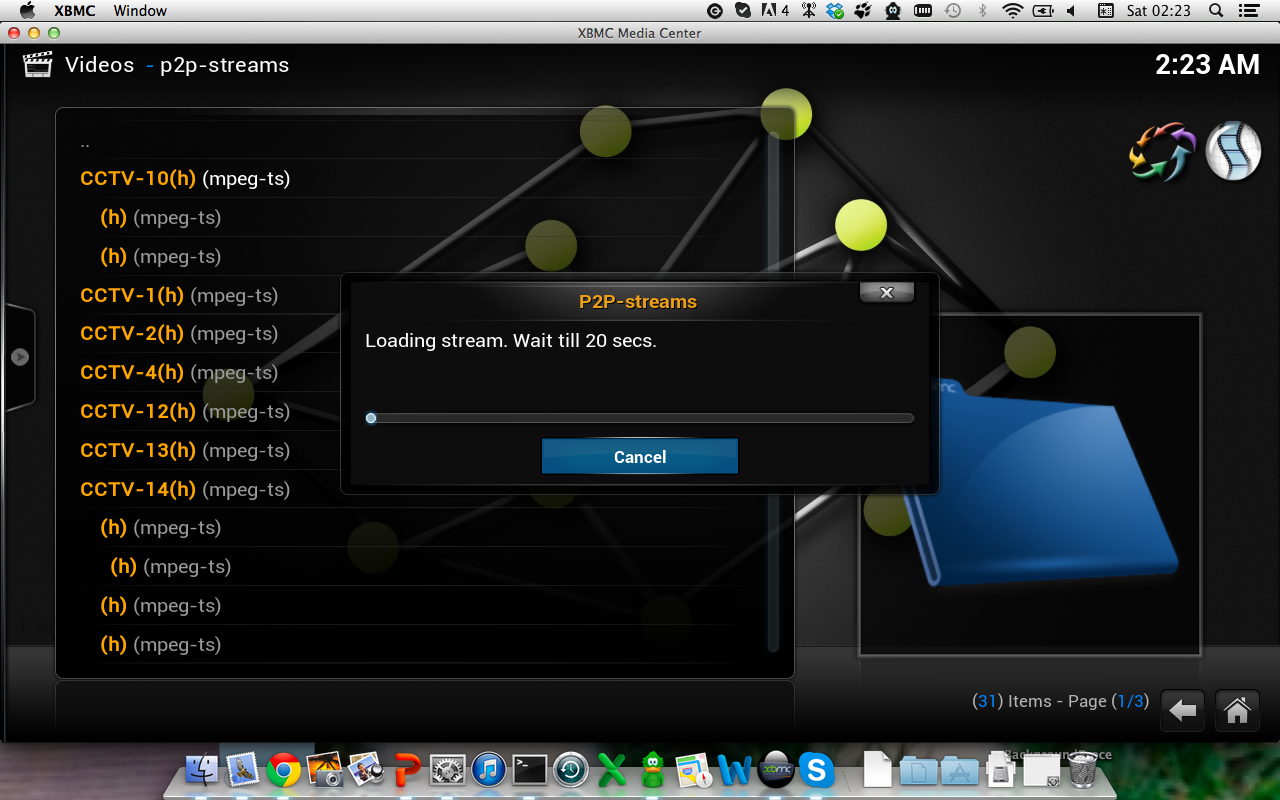 XBMC Window 4 Sat 02:23
XBMC Media Center
Videos - p2p-streams
2:23 AM
..
CCTV-10(h) (mpeg-ts)
(h) (mpeg-ts)
(h) (mpeg-ts)
CCTV-1(h) (mpeg-ts)
CCTV-2(h) (mpeg-ts)
CCTV-4(h) (mpeg-ts)
CCTV-12(h) (mpeg-ts)
CCTV-13(h) (mpeg-ts)
CCTV-14(h) (mpeg-ts)
(h) (mpeg-ts)
(h) (mpeg-ts)
(h) (mpeg-ts)
(h) (mpeg-ts)
P2P-streams
Loading stream. Wait till 20 secs.
Cancel
(31) Items - Page (1/3)